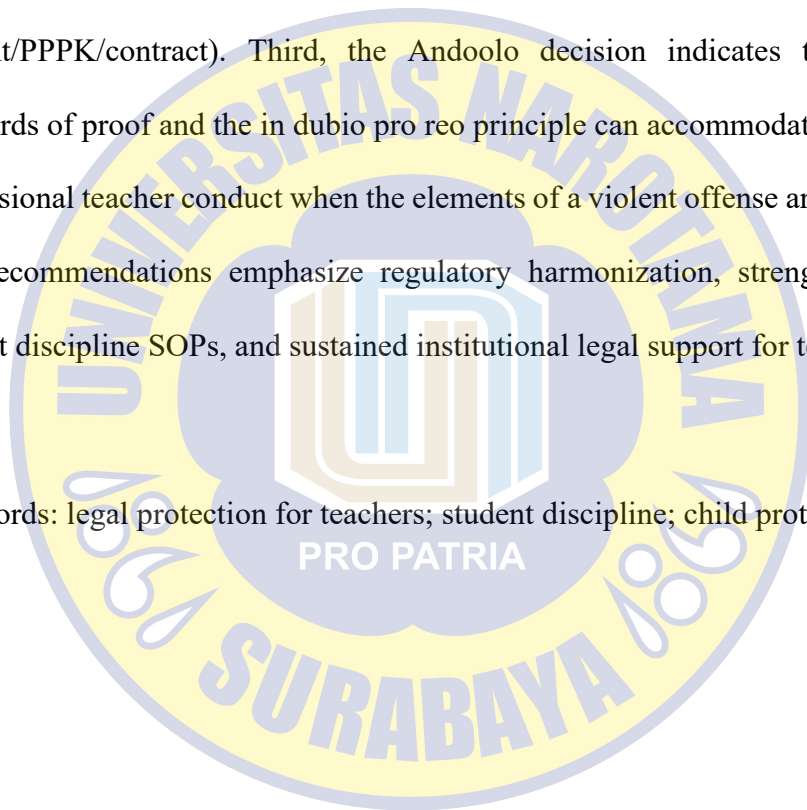 t/PPPK/contract). Third, the Andoolo decision indicates t
rds of proof and the in dubio pro reo principle can accommodat
sional teacher conduct when the elements of a violent offense ar
ecommendations emphasize regulatory harmonization, streng
t discipline SOPs, and sustained institutional legal support for te
ords: legal protection for teachers; student discipline; child prot
UNIVERSITAS NAROTAMA
PRO PATRIA
SURABAYA